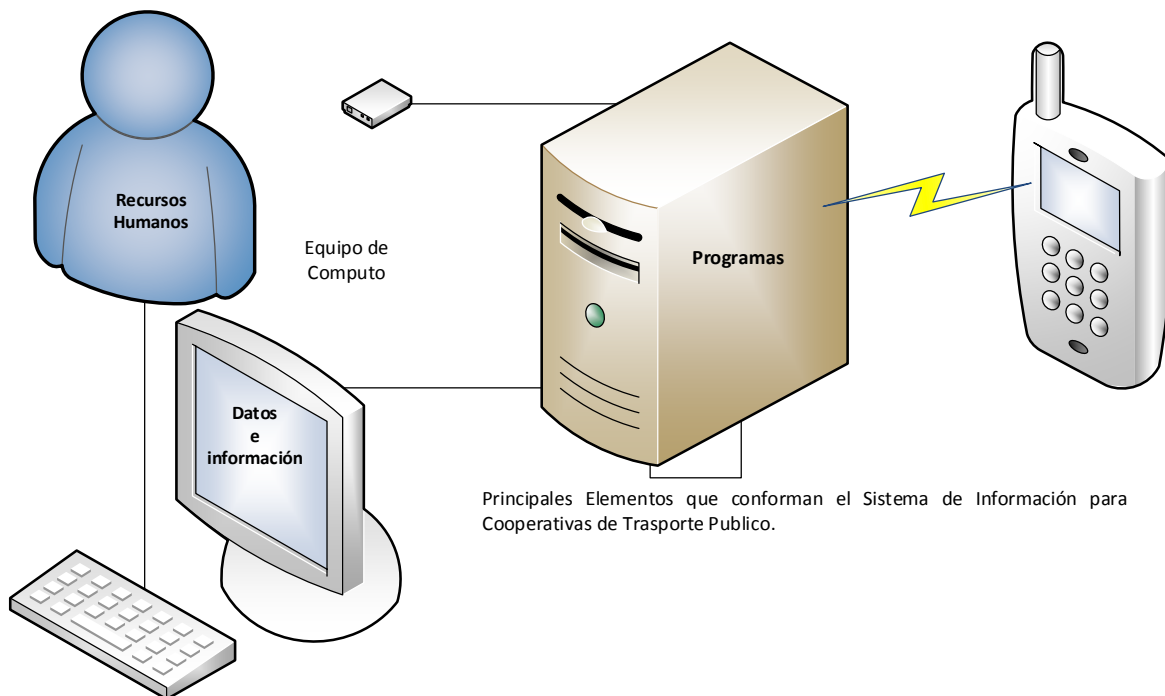 Recursos
Humanos
Equipo de
Computo
Programas
Datos
e
información
Principales Elementos que conforman el Sistema de Información para
Cooperativas de Trasporte Publico.